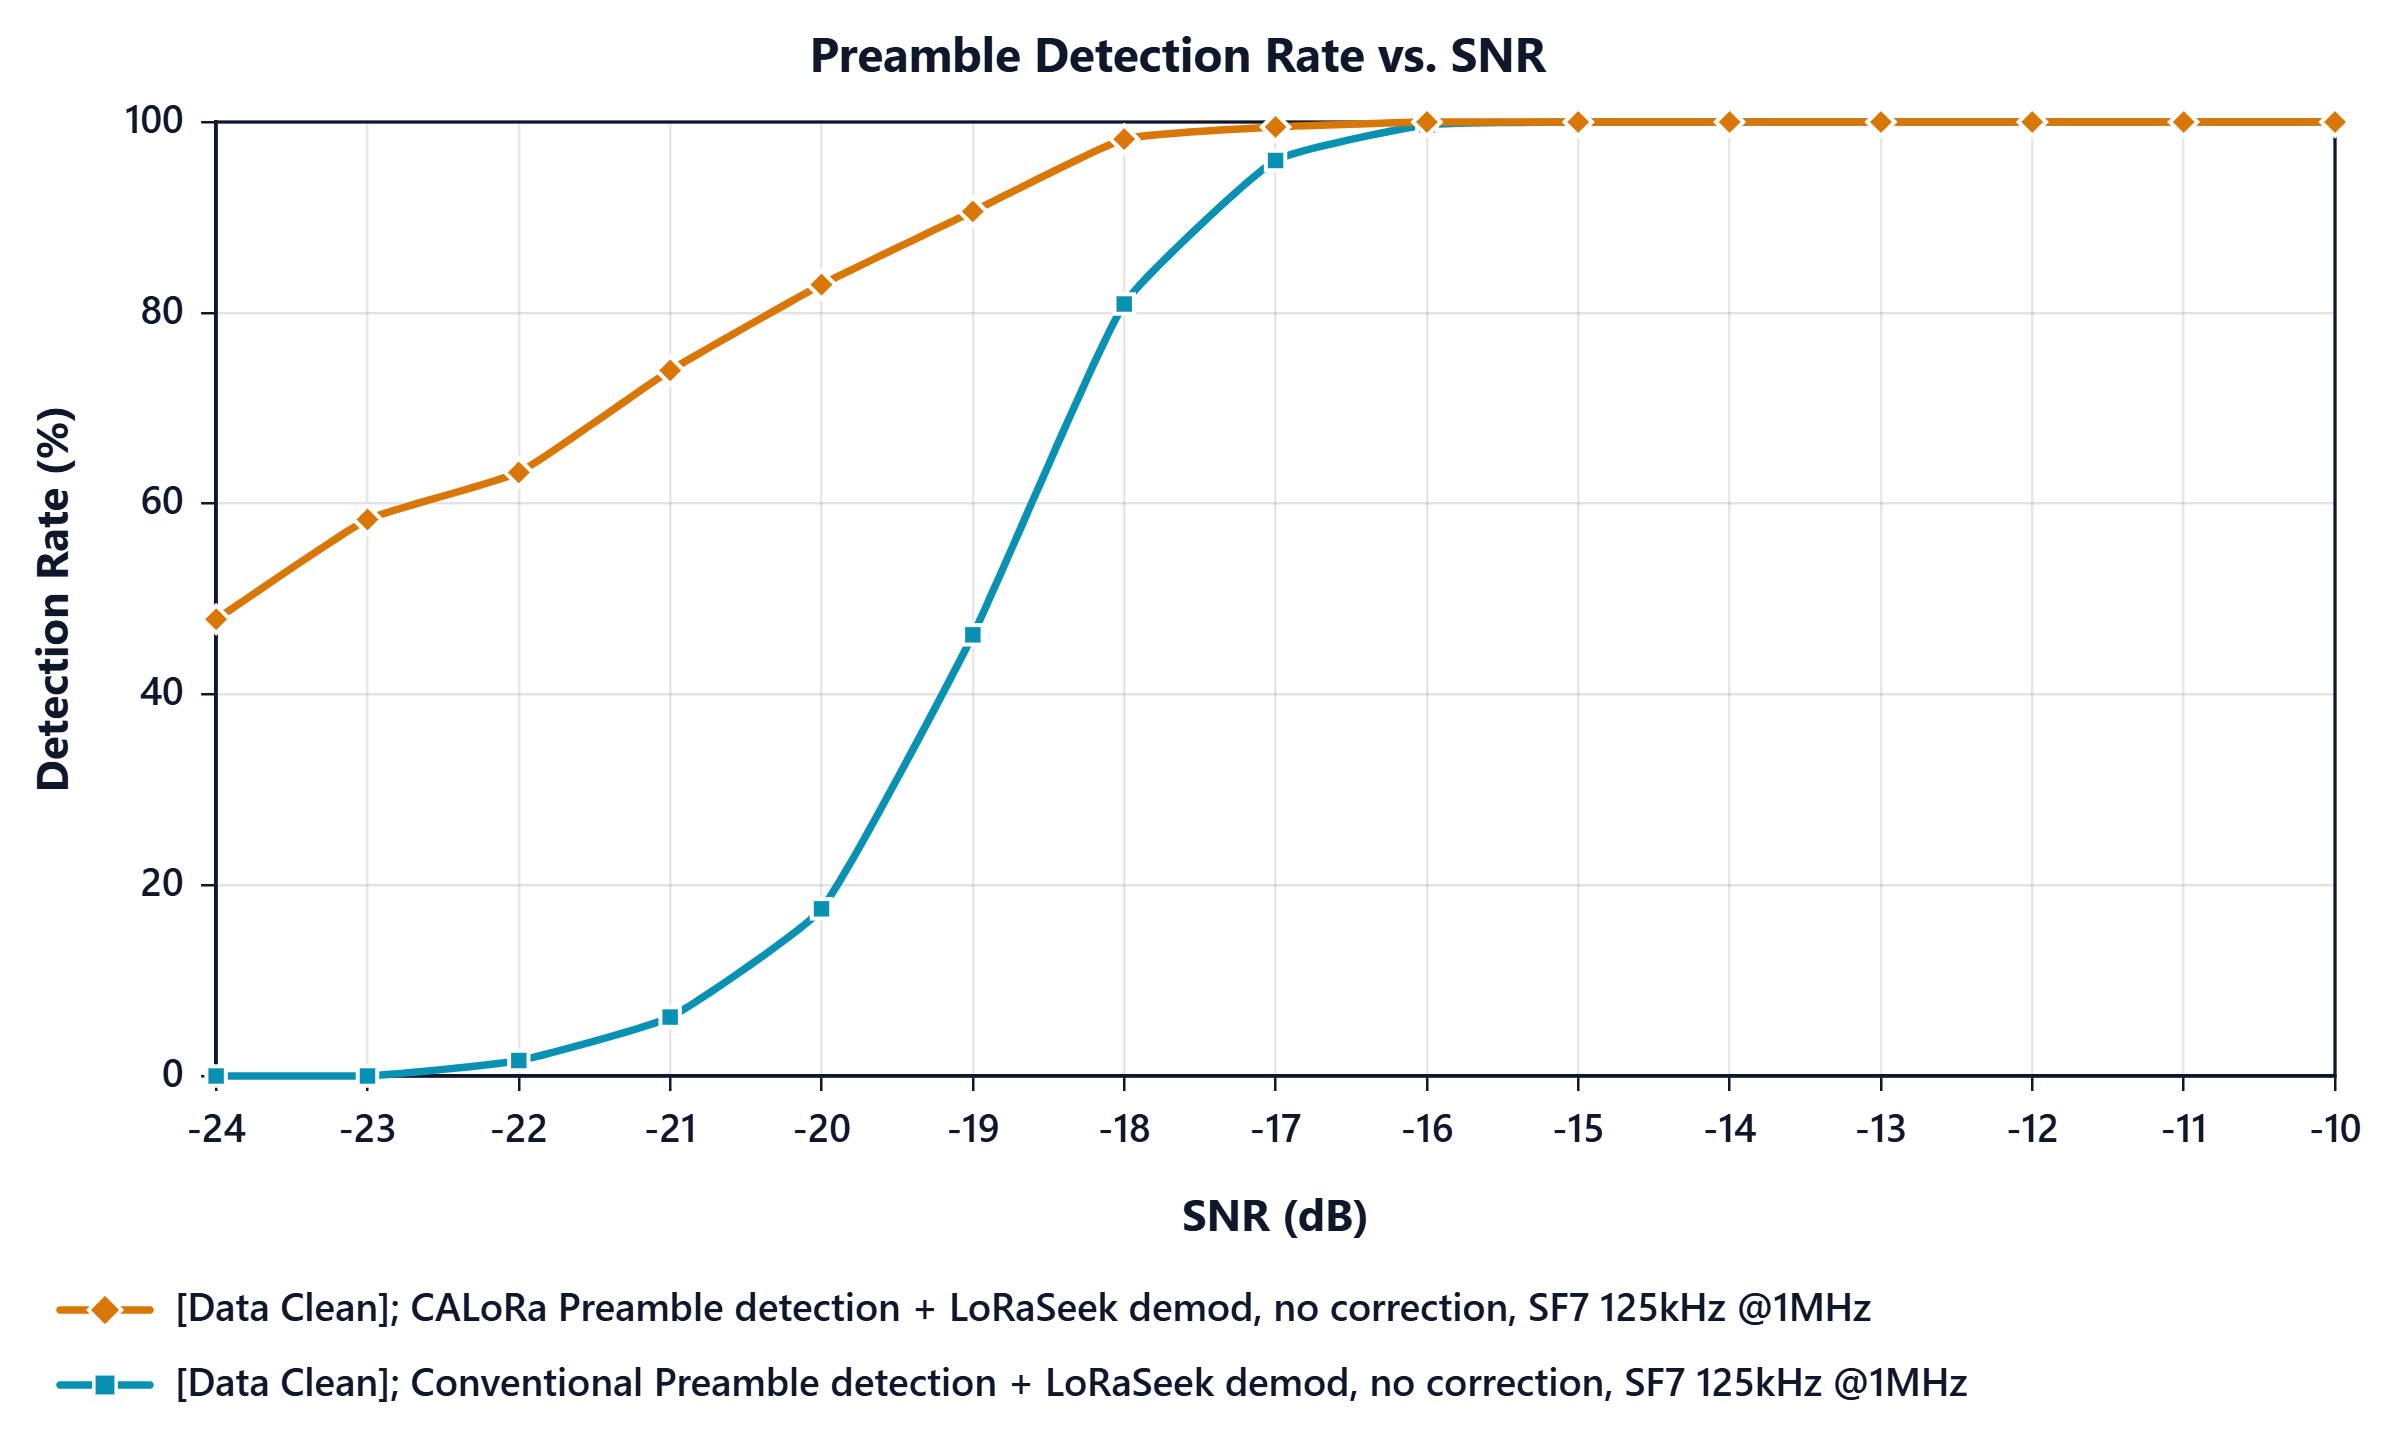 Preamble Detection Rate vs. SNR
100
80
60
40
20
0
Detection Rate (%)
-24 -23 -22 -21 -20 -19 -18 -17 -16 -15 -14 -13 -12 -11 -10
SNR (dB)
[Data Clean]; CALoRa Preamble detection + LoRaSeek demod, no correction, SF7 125kHz @1MHz
[Data Clean]; Conventional Preamble detection + LoRaSeek demod, no correction, SF7 125kHz @1MHz